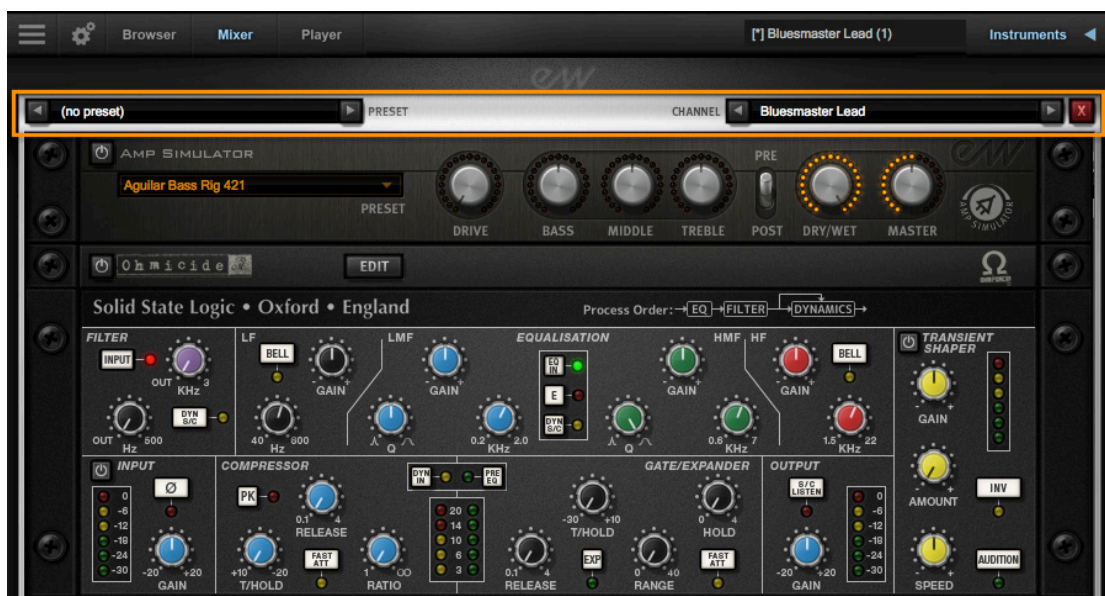 Browser Mixer Player [*] Bluesmaster Lead (1) Instruments
EW
(no preset) PRESET CHANNEL Bluesmaster Lead X
AMP SIMULATOR PRE EW
Aguilar Bass Rig 421
PRESET
DRIVE BASS MIDDLE TREBLE POST DRY/WET MASTER
AMP SIMULATOR
Ohmicide EDIT Ω
Solid State Logic • Oxford • England Process Order: EQ FILTER DYNAMICS
FILTER LF LMF EQUALISATION HMF HF TRANSIENT SHAPER
INPUT BELL EQ IN BELL
OUT 3 KHz - + GAIN - + GAIN - + GAIN - + GAIN
E
DYN S/C DYN S/C - + GAIN
OUT 500 Hz 40 600 Hz Q 0.2 2.0 KHz Q 0.6 7 KHz 1.5 22 KHz
INPUT COMPRESSOR DYN IN PRE EQ GATE/EXPANDER OUTPUT
Ø PK S/C LISTEN - + AMOUNT INV
0 -6 -12 -18 -24 -30
0.1 4 RELEASE 20 14 10 6 3 -30 +10 T/HOLD 0 4 HOLD 0 -6 -12 -18 -24 -30
FAST ATT EXP FAST ATT AUDITION
-20 +20 GAIN +10 -20 T/HOLD 1 ∞ RATIO 0.1 4 RELEASE 0 40 RANGE -20 +20 GAIN - + SPEED